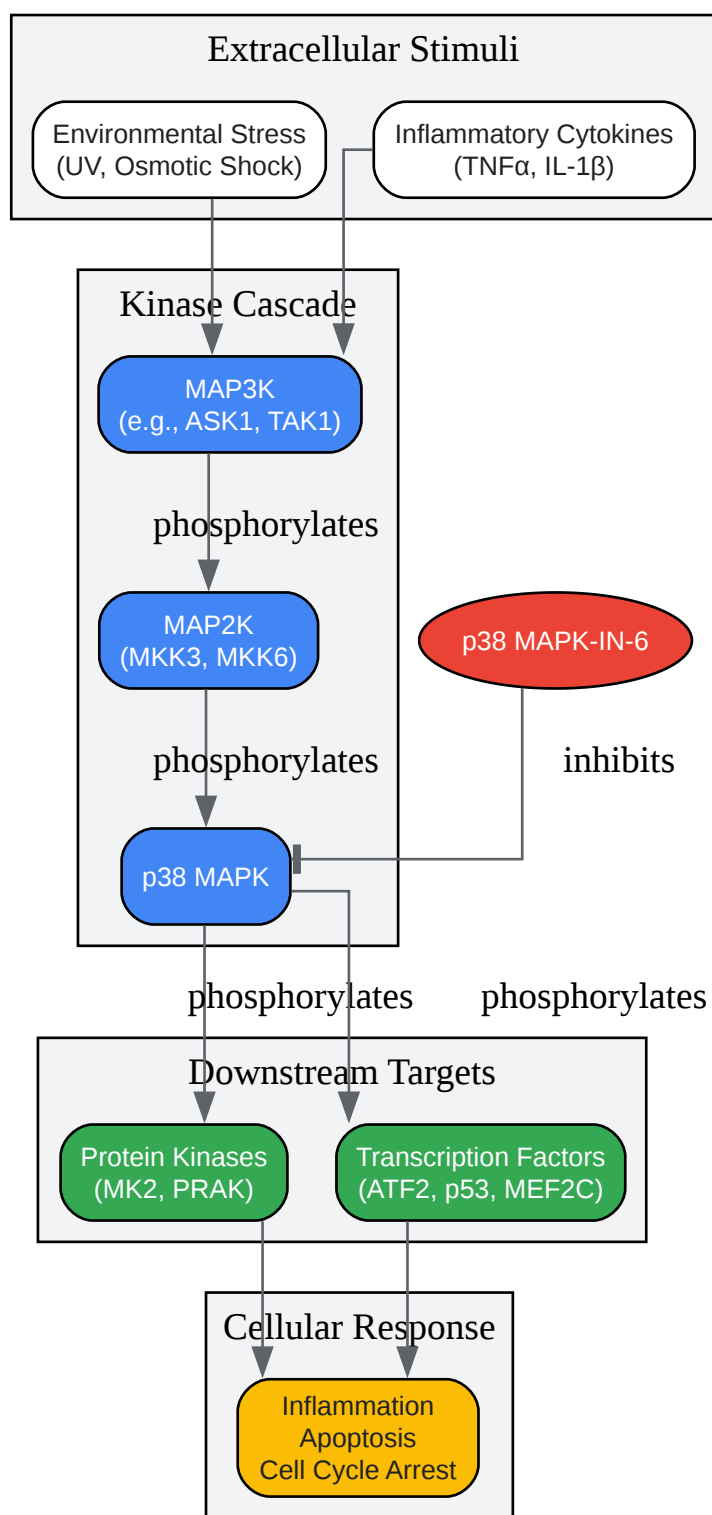 Extracellular Stimuli
Environmental Stress
(UV, Osmotic Shock)
Inflammatory Cytokines
(TNFα, IL-1β)
Kinase Cascade
MAP3K
(e.g., ASK1, TAK1)
phosphorylates
MAP2K
(MKK3, MKK6)
p38 MAPK-IN-6
phosphorylates
inhibits
p38 MAPK
phosphorylates
phosphorylates
Downstream Targets
Protein Kinases
(MK2, PRAK)
Transcription Factors
(ATF2, p53, MEF2C)
Cellular Response
Inflammation
Apoptosis
Cell Cycle Arrest